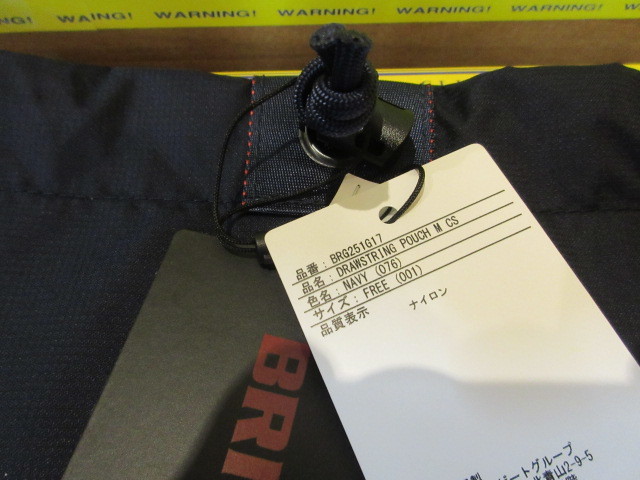 WAING! WARNING! WARNING! WARNING! WARNING! WARNING!
品番：BRG251G17
品名：DRAWSTRING POUCH M CS
色名：NAVY (076)
サイズ：FREE (001)
品質表示 ナイロン
BRI
ートグループ
青山2-9-5